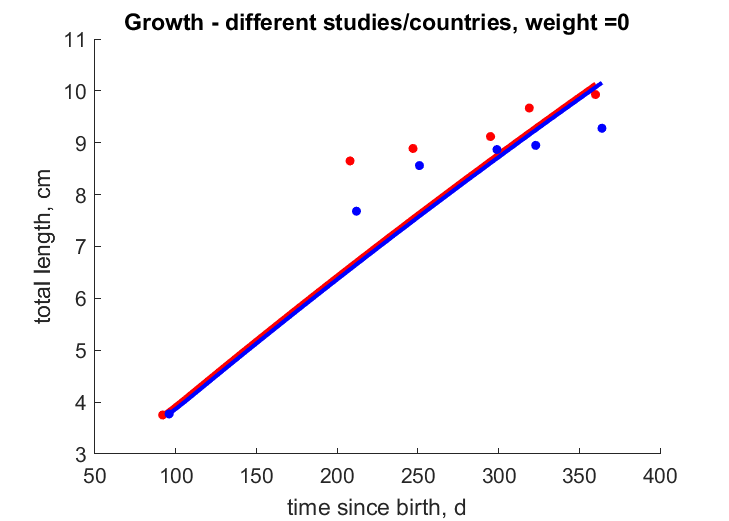 Growth - different studies/countries, weight =0
11
10
9
8
7
6
5
4
3
total length, cm
50 100 150 200 250 300 350 400
time since birth, d